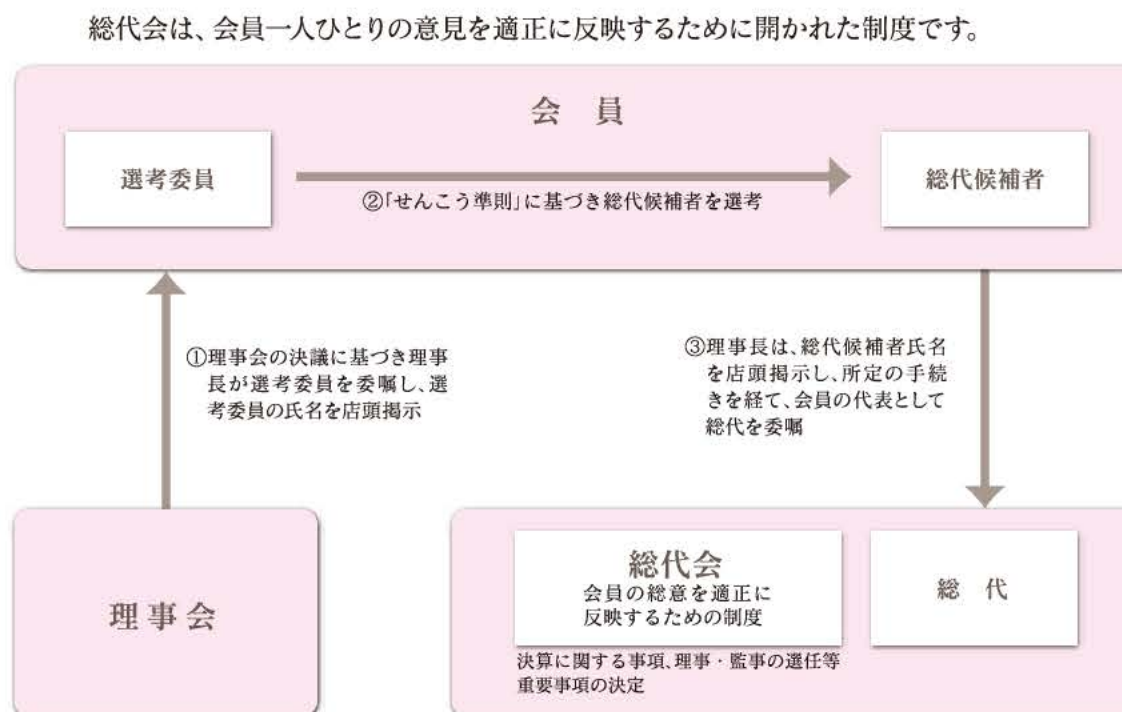 総代会は、会員一人ひとりの意見を適正に反映するために開かれた制度です。
会　員
選考委員
②「せんこう準則」に基づき総代候補者を選考
総代候補者
①理事会の決議に基づき理事
長が選考委員を委嘱し、選
考委員の氏名を店頭掲示
③理事長は、総代候補者氏名
を店頭掲示し、所定の手続
きを経て、会員の代表として
総代を委嘱
理事会
総代会
会員の総意を適正に
反映するための制度
総　代
決算に関する事項、理事・監事の選任等
重要事項の決定